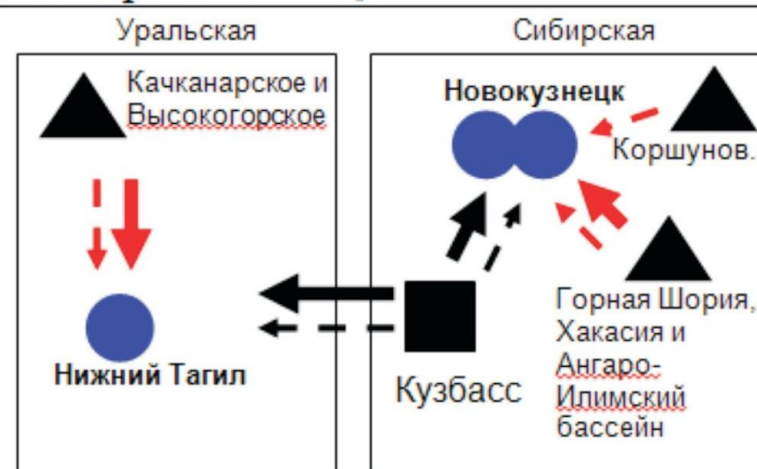 Уральская
Качканарское и
Высокогорское
Нижний Тагил
Сибирская
Новокузнецк
Коршунов.
Кузбасс
Горная Шория,
Хакасия и
Ангаро-
Илимский
бассейн